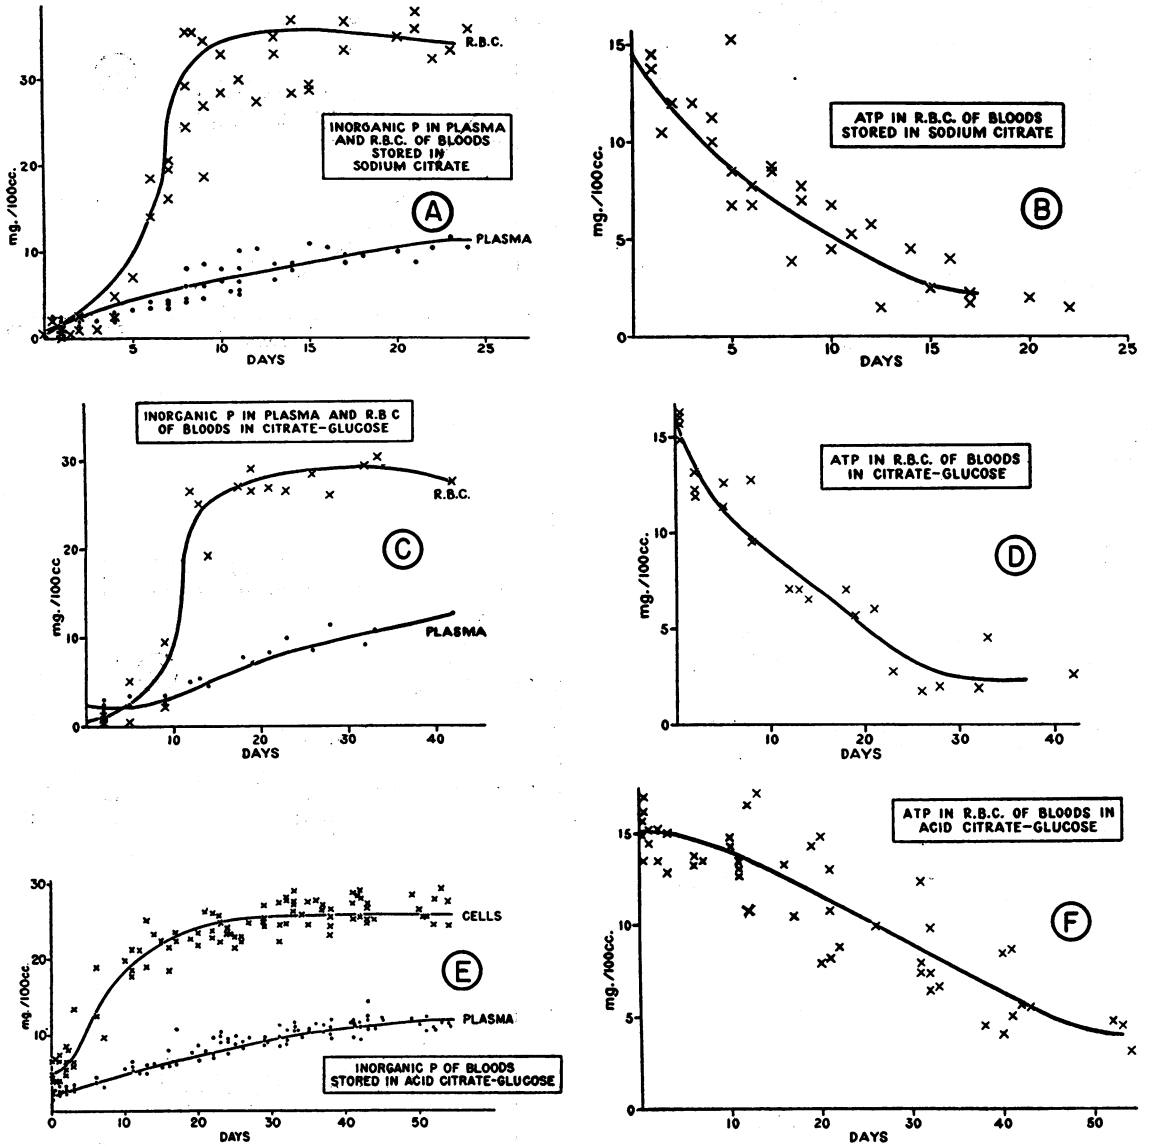 30
20
10
0
mg./100cc.
5
10
15
20
25
DAYS
R.B.C.
INORGANIC P IN PLASMA
AND R.B.C. OF BLOODS
STORED IN
SODIUM CITRATE
A
PLASMA
15
10
5
0
mg./100cc.
5
10
15
20
25
DAYS
ATP IN R.B.C. OF BLOODS
STORED IN SODIUM CITRATE
B
INORGANIC P IN PLASMA AND R.B C
OF BLOODS IN CITRATE-GLUCOSE
30
20
10
0
mg./100cc
10
20
30
40
DAYS
R.B.C.
C
PLASMA
15
10
5
0
mg./100cc.
10
20
30
40
DAYS
ATP IN R.B.C. OF BLOODS
IN CITRATE-GLUCOSE
D
30
20
10
mg./100cc.
0
10
20
30
40
50
DAYS
CELLS
E
PLASMA
INORGANIC P OF BLOODS
STORED IN ACID CITRATE-GLUCOSE
15
10
5
0
mg./100cc.
10
20
30
40
50
DAYS
ATP IN R.B.C. OF BLOODS IN
ACID CITRATE-GLUCOSE
F